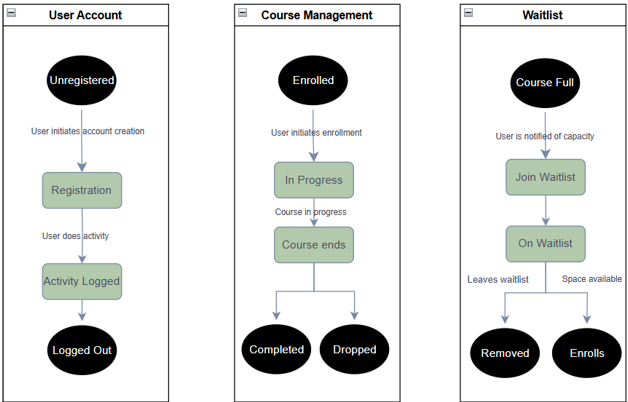 User Account
Unregistered
User initiates account creation
Registration
User does activity
Activity Logged
Logged Out
Course Management
Enrolled
User initiates enrollment
In Progress
Course in progress
Course ends
Completed
Dropped
Waitlist
Course Full
User is notified of capacity
Join Waitlist
On Waitlist
Leaves waitlist
Space available
Removed
Enrolls